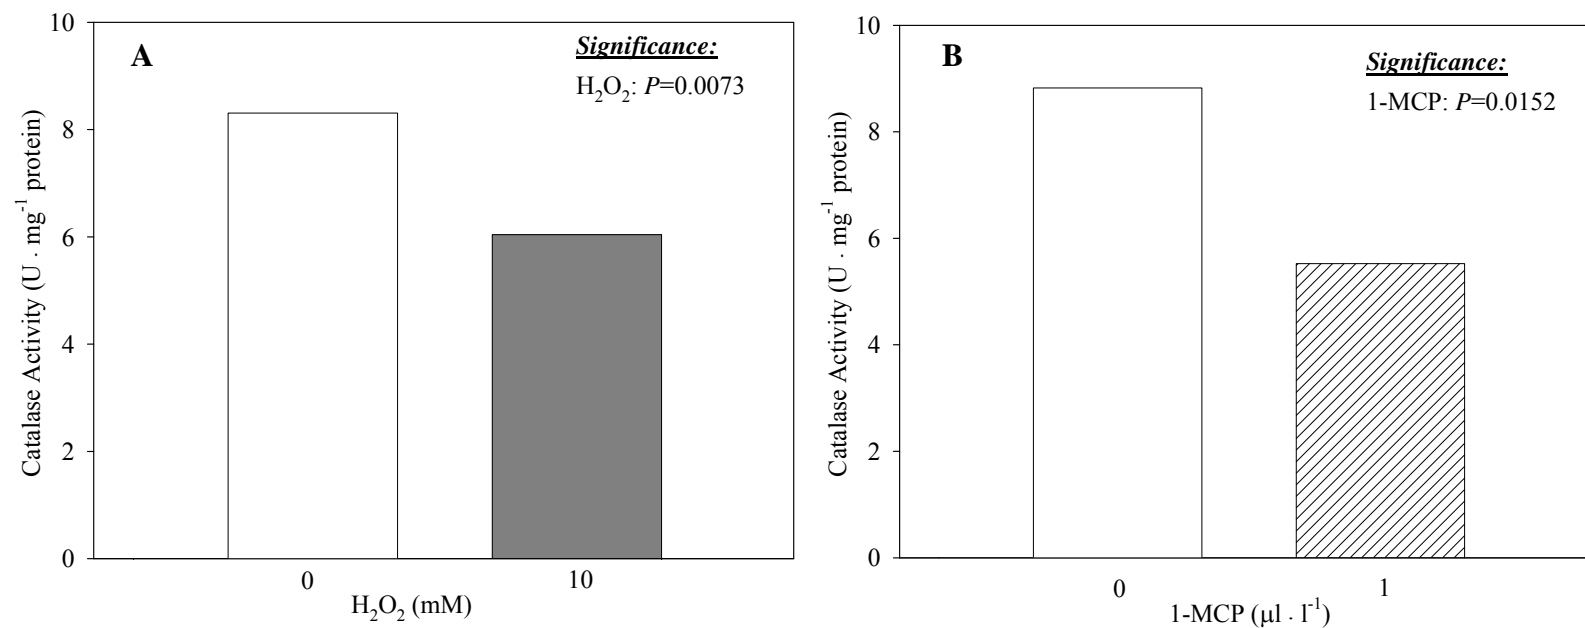 A
Significance:
H₂O₂: P=0.0073
Catalase Activity (U · mg⁻¹ protein)
10
8
6
4
2
0
0
10
H₂O₂ (mM)
B
Significance:
1-MCP: P=0.0152
Catalase Activity (U · mg⁻¹ protein)
10
8
6
4
2
0
0
1
1-MCP (µl · l⁻¹)